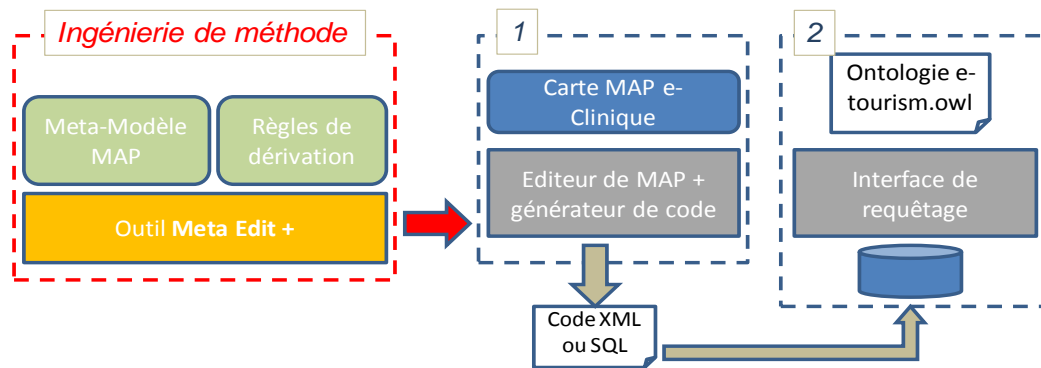 Ingénierie de méthode
Meta-Modèle
MAP
Règles de
dérivation
Outil Meta Edit +
1
Carte MAP e-
Clinique
Editeur de MAP +
générateur de code
Code XML
ou SQL
2
Ontologie e-
tourism.owl
Interface de
requêtage